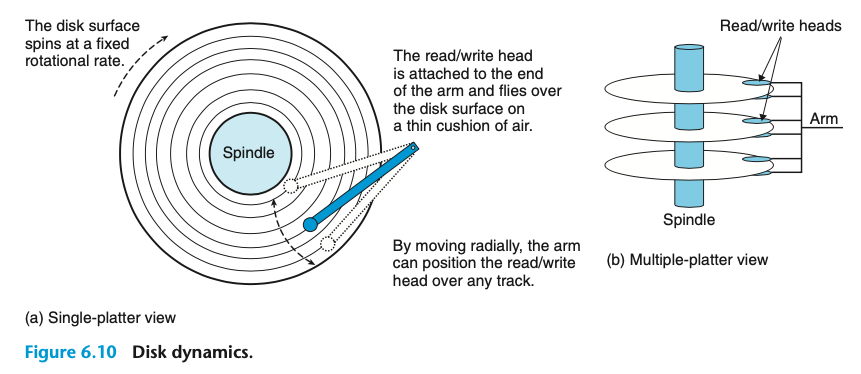 The disk surface
spins at a fixed
rotational rate.
Spindle
The read/write head
is attached to the end
of the arm and flies over
the disk surface on
a thin cushion of air.
By moving radially, the arm
can position the read/write
head over any track.
(a) Single-platter view
Read/write heads
Arm
Spindle
(b) Multiple-platter view
Figure 6.10 Disk dynamics.